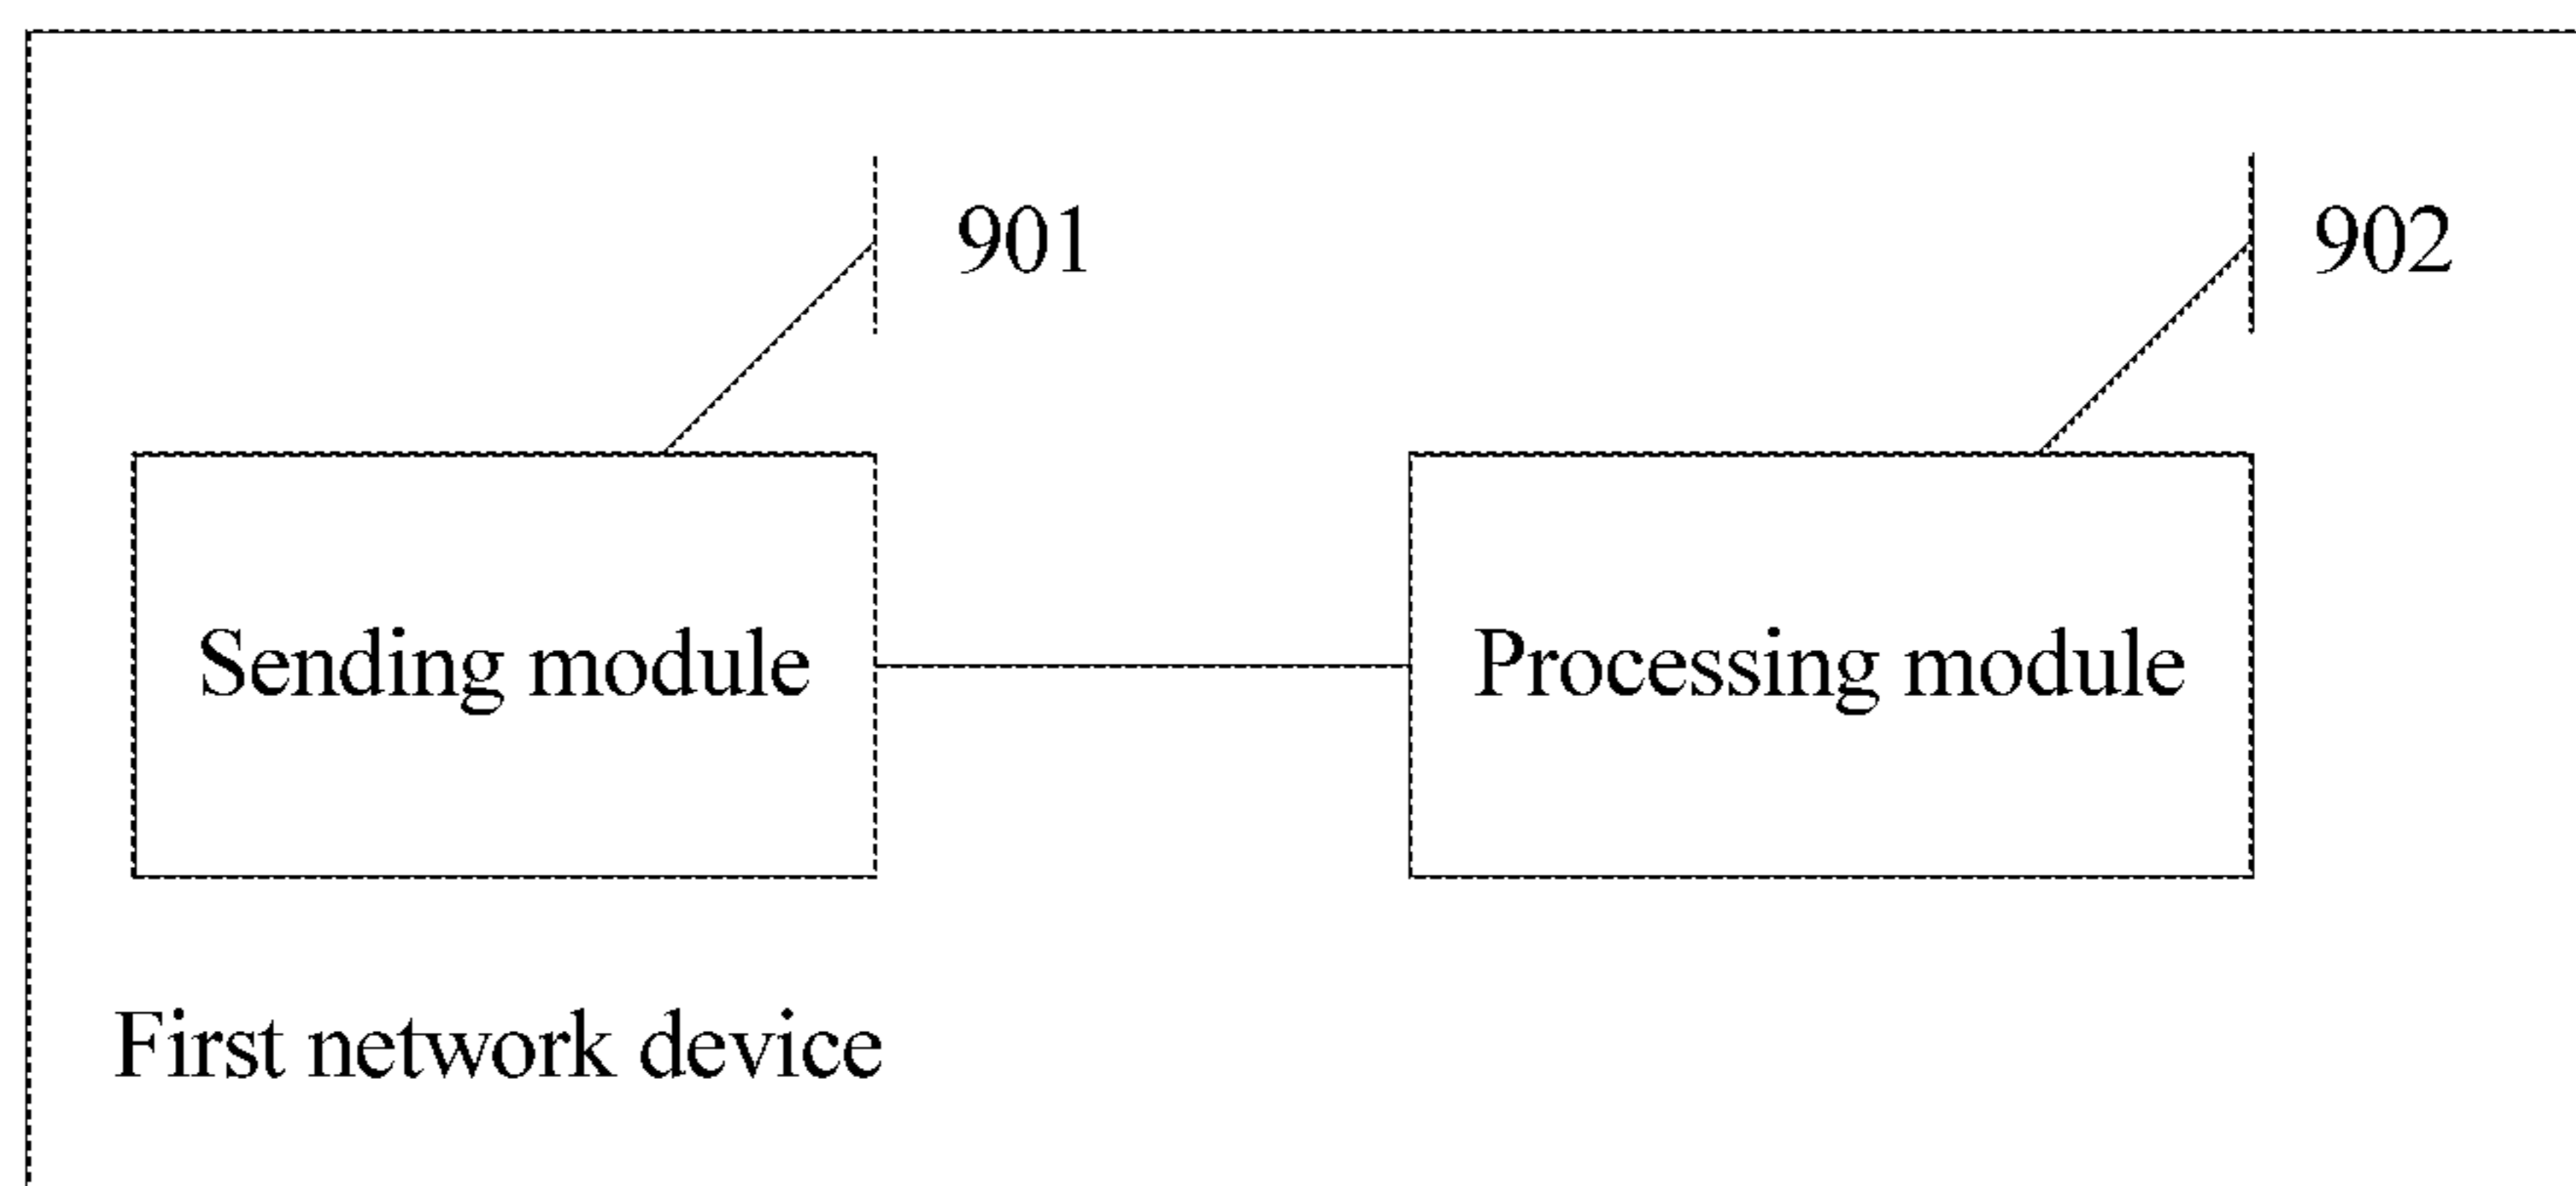 901
902
Sending module
Processing module
First network device